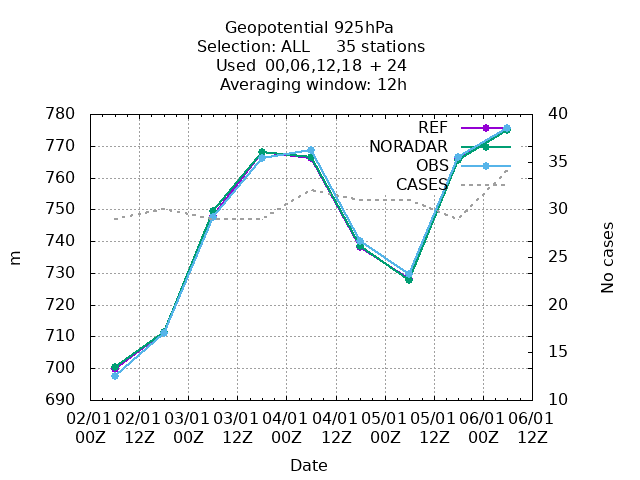 Geopotential 925hPa
Selection: ALL 35 stations
Used 00,06,12,18 + 24
Averaging window: 12h
780 40
770 REF
NORADAR 35
760 OBS
CASES
750 30
740 25
730
720 20
710 15
700
690 10
m
No cases
02/01 02/01 03/01 03/01 04/01 04/01 05/01 05/01 06/01 06/01
00Z 12Z 00Z 12Z 00Z 12Z 00Z 12Z 00Z 12Z
Date